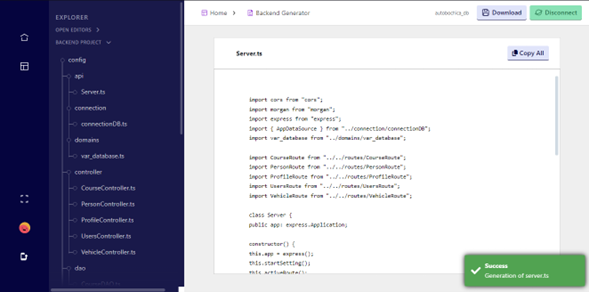 EXPLORER
OPEN EDITORS
BACKEND PROJECT
config
api
Server.ts
connection
connectionDB.ts
domains
var_database.ts
controller
CourseController.ts
PersonController.ts
ProfileController.ts
UsersController.ts
VehicleController.ts
dao
Home > Backend Generator
Download
Disconnect
Server.ts
Copy All
import cors from "cors";
import morgan from "morgan";
import express from "express";
import { AppDataSource } from "../connection/connectionDB";
import var_database from "../domains/var_database";
import CourseRoute from "../../routes/CourseRoute";
import PersonRoute from "../../routes/PersonRoute";
import ProfileRoute from "../../routes/ProfileRoute";
import UsersRoute from "../../routes/UsersRoute";
import VehicleRoute from "../../routes/VehicleRoute";
class Server {
public app: express.Application;
constructor() {
this.app = express();
this.startSetting();
this.activeRoute();
Success
Generation of server.ts